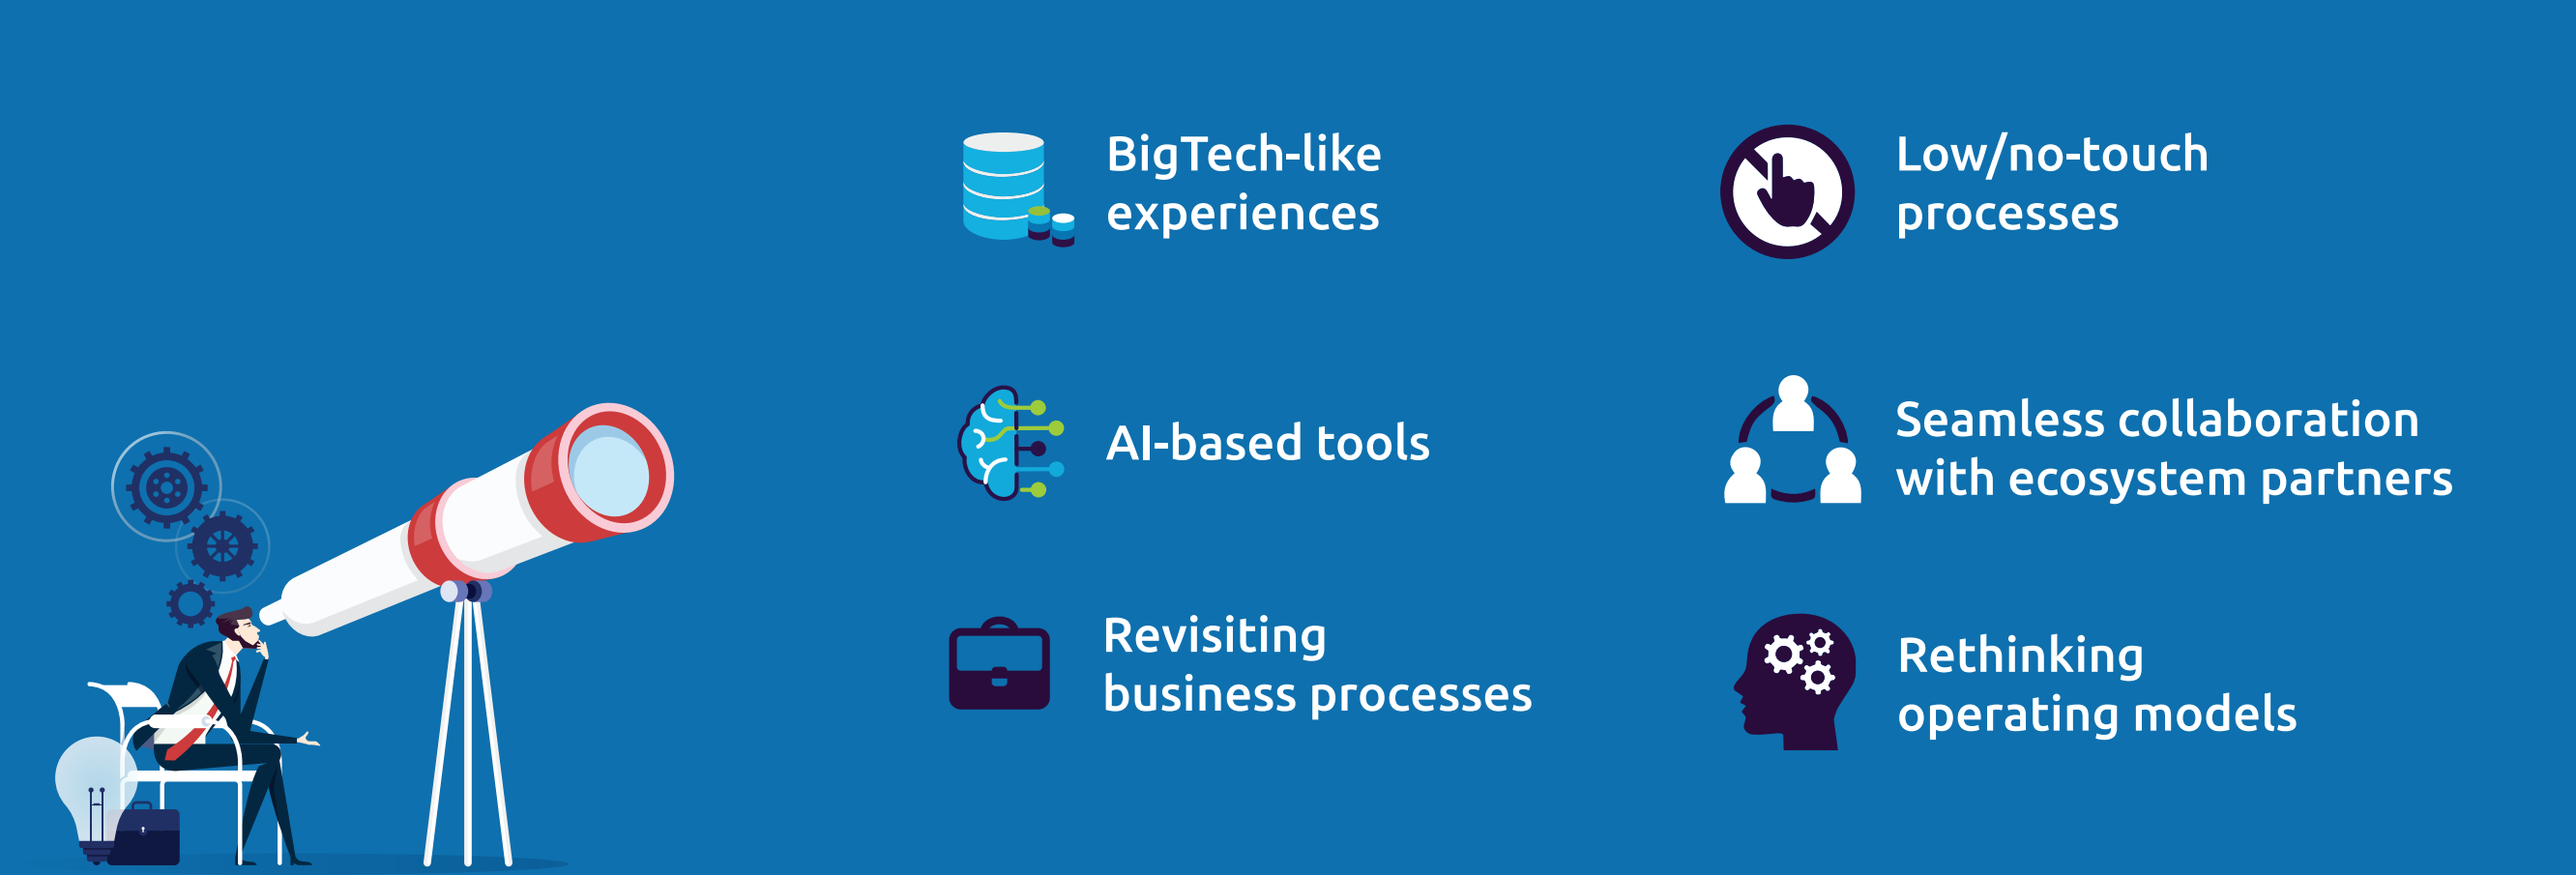 BigTech-like
experiences
Low/no-touch
processes
AI-based tools
Seamless collaboration
with ecosystem partners
Revisiting
business processes
Rethinking
operating models